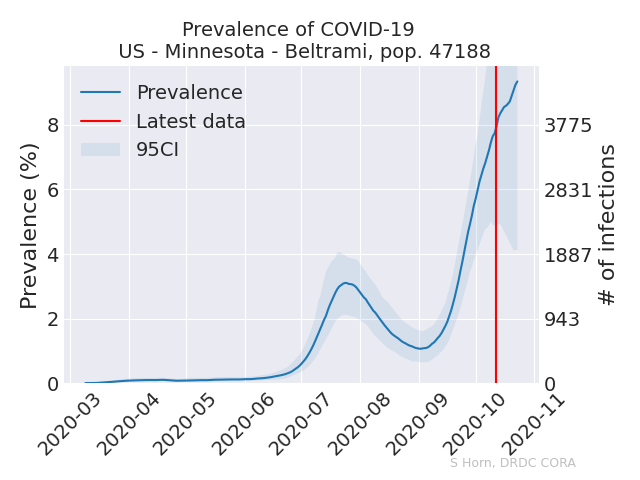 Prevalence of COVID-19
US - Minnesota - Beltrami, pop. 47188
Prevalence
Latest data
95CI
Prevalence (%)
8
6
4
2
0
3775
2831
1887
943
0
# of infections
2020-03
2020-04
2020-05
2020-06
2020-07
2020-08
2020-09
2020-10
2020-11
S Horn, DRDC CORA